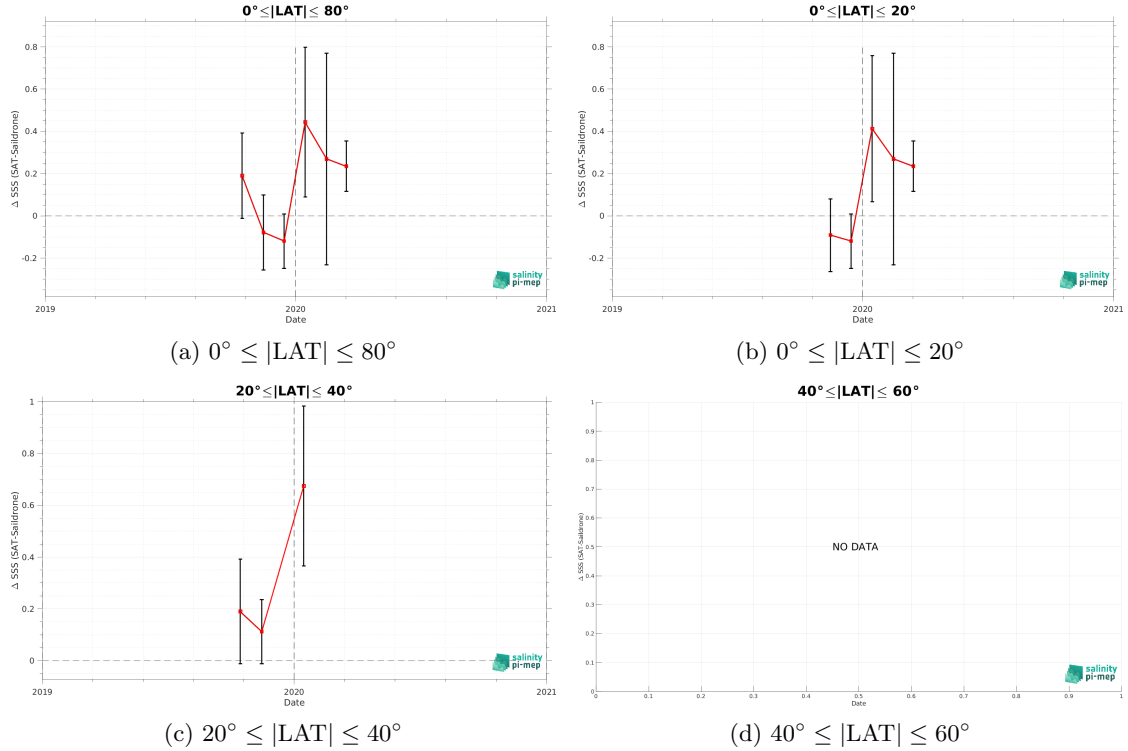 0°≤|LAT|≤ 80°
Δ SSS (SAT-Saildrone)
0.8
0.6
0.4
0.2
0
-0.2
2019
2020
2021
Date
salinity
pi-mep
(a) 0° ≤ |LAT| ≤ 80°
0°≤|LAT|≤ 20°
Δ SSS (SAT-Saildrone)
0.8
0.6
0.4
0.2
0
-0.2
2019
2020
2021
Date
salinity
pi-mep
(b) 0° ≤ |LAT| ≤ 20°
20°≤|LAT|≤ 40°
Δ SSS (SAT-Saildrone)
1
0.8
0.6
0.4
0.2
0
2019
2020
2021
Date
salinity
pi-mep
(c) 20° ≤ |LAT| ≤ 40°
40°≤|LAT|≤ 60°
Δ SSS (SAT-Saildrone)
1
0.9
0.8
0.7
0.6
0.5
0.4
0.3
0.2
0.1
0
NO DATA
0 0.1 0.2 0.3 0.4 0.5 0.6 0.7 0.8 0.9 1
Date
salinity
pi-mep
(d) 40° ≤ |LAT| ≤ 60°